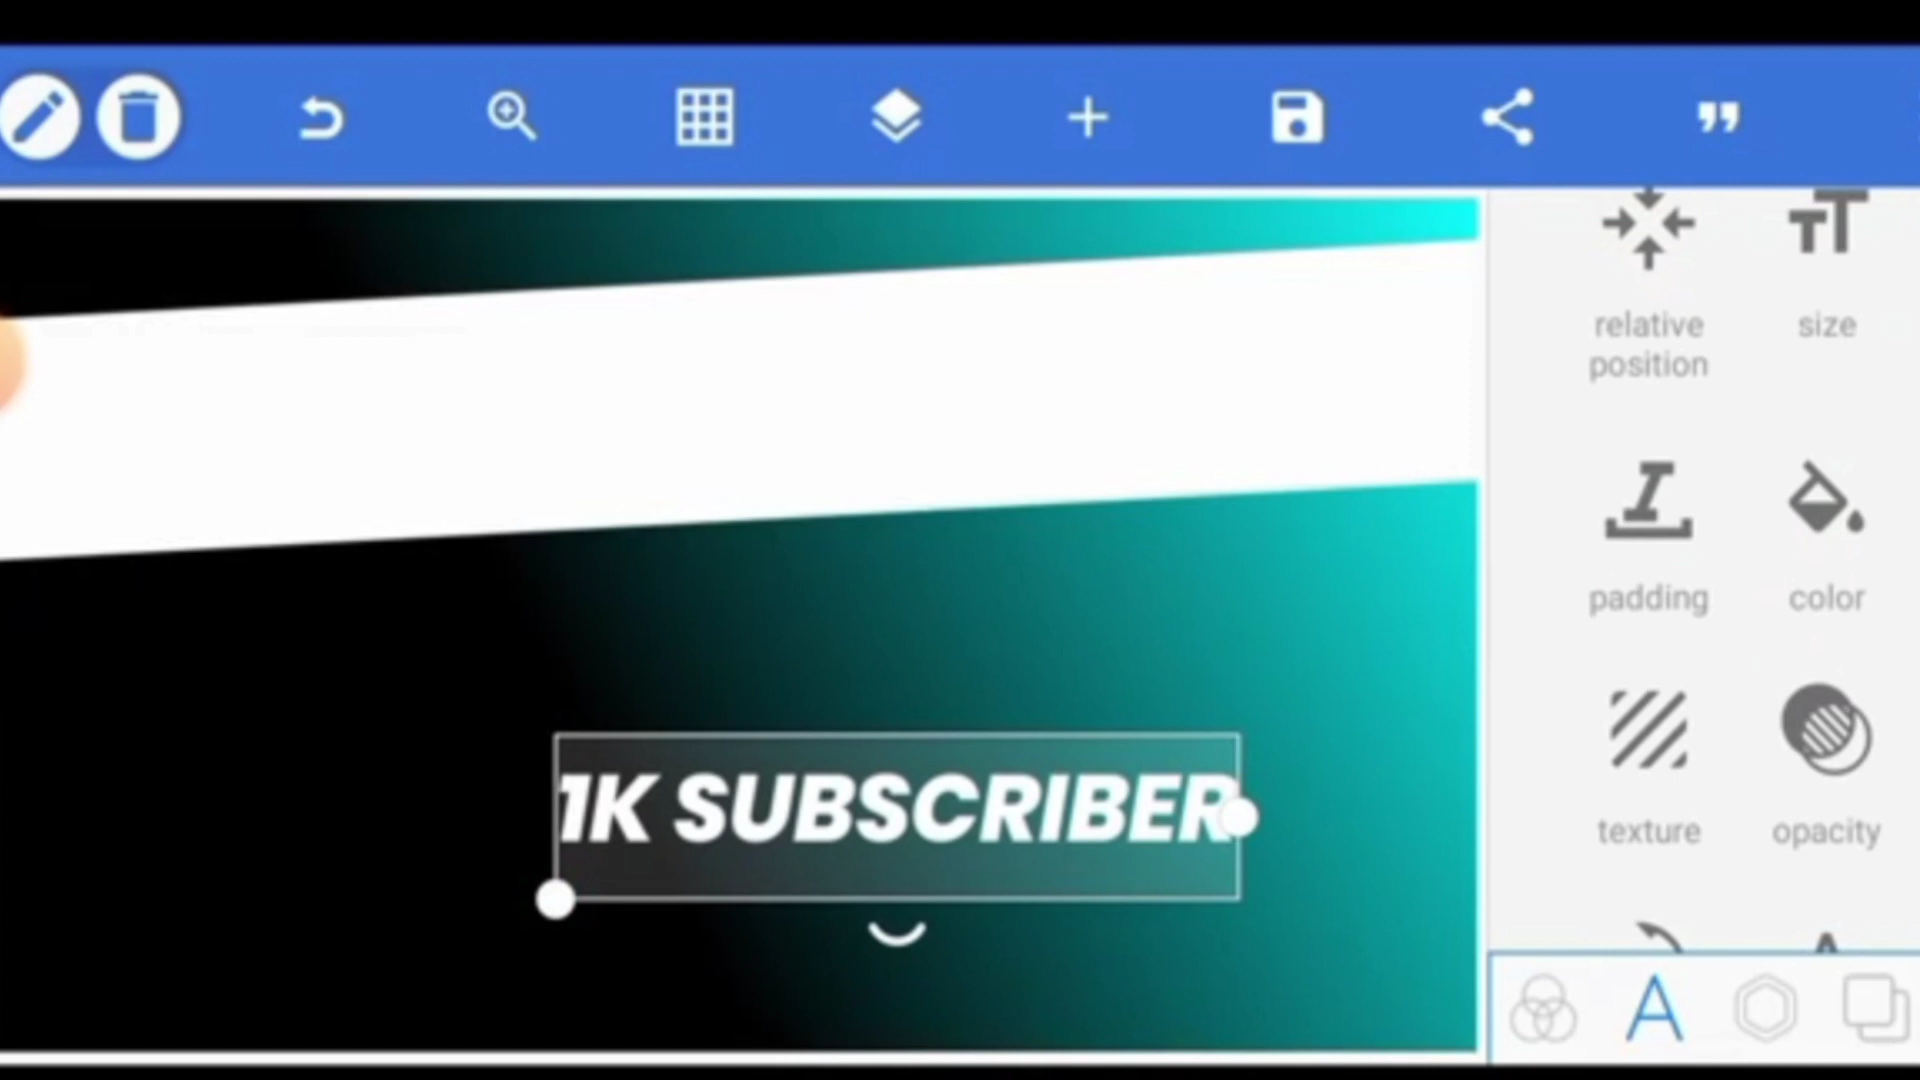 relative
position
size
padding
color
1K SUBSCRIBER
texture
opacity